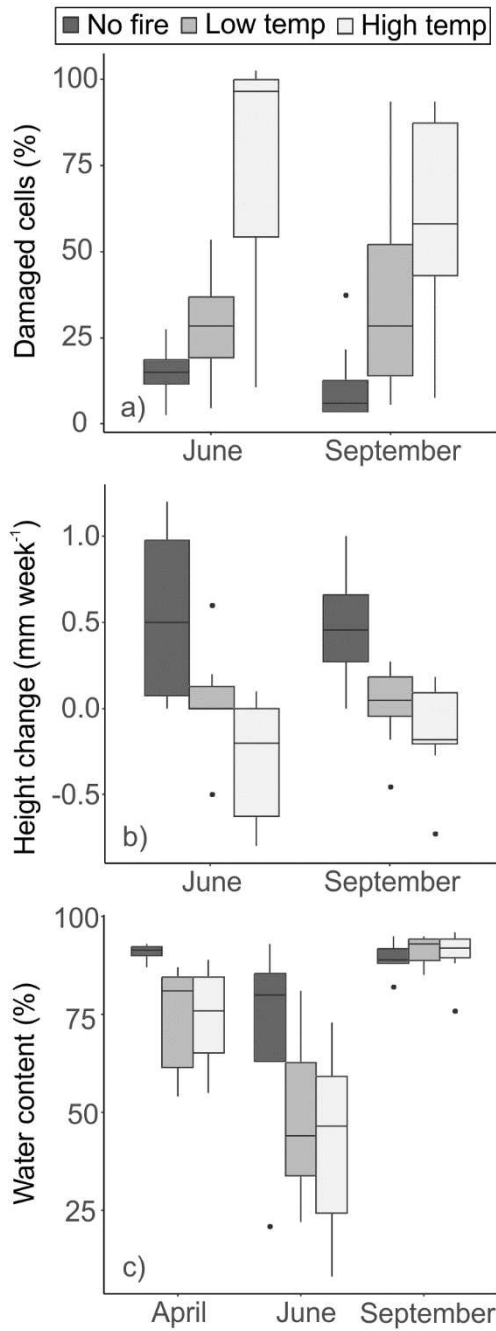 No fire Low temp High temp
Damaged cells (%)
100
75
50
25
0
a)
June September
Height change (mm week⁻¹)
1.0
0.5
0.0
-0.5
b)
June September
Water content (%)
100
75
50
25
c)
April June September